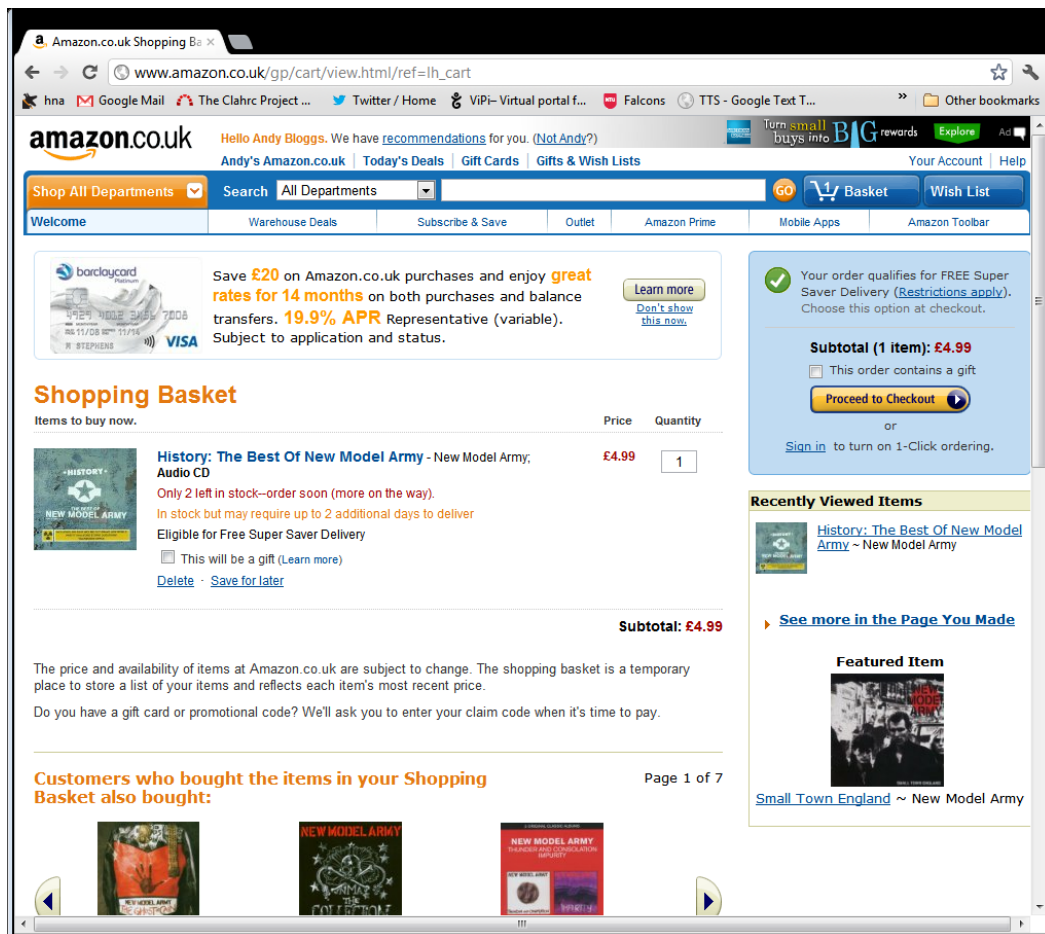 Amazon.co.uk Shopping Ba
www.amazon.co.uk/gp/cart/view.html/ref=lh_cart
hna Google Mail The Clahrc Project ... Twitter / Home ViPi– Virtual portal f... Falcons TTS - Google Text T... » Other bookmarks
amazon.co.uk
Hello Andy Bloggs. We have recommendations for you. (Not Andy?)
Turn small buys into BIG rewards Explore Ad
Andy's Amazon.co.uk Today's Deals Gift Cards Gifts & Wish Lists
Your Account Help
Shop All Departments Search All Departments GO 1 Basket Wish List
Welcome Warehouse Deals Subscribe & Save Outlet Amazon Prime Mobile Apps Amazon Toolbar
barclaycard
Platinum
11/08 11/14
R STEPHENS
VISA
Save £20 on Amazon.co.uk purchases and enjoy great
rates for 14 months on both purchases and balance
transfers. 19.9% APR Representative (variable).
Subject to application and status.
Learn more
Don't show
this now.
Your order qualifies for FREE Super
Saver Delivery (Restrictions apply).
Choose this option at checkout.
Subtotal (1 item): £4.99
This order contains a gift
Proceed to Checkout
or
Sign in to turn on 1-Click ordering.
Shopping Basket
Items to buy now. Price Quantity
HISTORY
THE BEST OF
NEW MODEL ARMY
History: The Best Of New Model Army - New Model Army; £4.99 1
Audio CD
Only 2 left in stock--order soon (more on the way).
In stock but may require up to 2 additional days to deliver
Eligible for Free Super Saver Delivery
This will be a gift (Learn more)
Delete · Save for later
Subtotal: £4.99
The price and availability of items at Amazon.co.uk are subject to change. The shopping basket is a temporary
place to store a list of your items and reflects each item's most recent price.
Do you have a gift card or promotional code? We'll ask you to enter your claim code when it's time to pay.
Recently Viewed Items
History: The Best Of New Model
Army ~ New Model Army
See more in the Page You Made
Featured Item
NEW
MODEL
ARMY
SMALL TOWN ENGLAND
Small Town England ~ New Model Army
Customers who bought the items in your Shopping
Basket also bought:
Page 1 of 7
NEW MODEL ARMY
THE GHOST OF CAIN
NEW MODEL ARMY
THE
COLLECTION
NEW MODEL ARMY
THUNDER AND CONSOLATION
IMPURITY